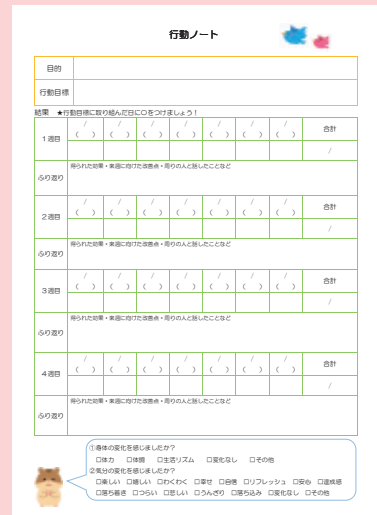 行動ノート
目的
行動目標
結果 ★行動目標に取り組んだ日に○をつけましょう！
1週目 / / / / / / / 合計
( ) ( ) ( ) ( ) ( ) ( ) ( )
/
ふり返り 得られた効果・来週に向けた改善点・周りの人と話したことなど
2週目 / / / / / / / 合計
( ) ( ) ( ) ( ) ( ) ( ) ( )
/
ふり返り 得られた効果・来週に向けた改善点・周りの人と話したことなど
3週目 / / / / / / / 合計
( ) ( ) ( ) ( ) ( ) ( ) ( )
/
ふり返り 得られた効果・来週に向けた改善点・周りの人と話したことなど
4週目 / / / / / / / 合計
( ) ( ) ( ) ( ) ( ) ( ) ( )
/
ふり返り 得られた効果・来週に向けた改善点・周りの人と話したことなど
①身体の変化を感じましたか？
□体力 □体調 □生活リズム □変化なし □その他
②気分の変化を感じましたか？
□楽しい □嬉しい □わくわく □幸せ □自信 □リフレッシュ □安心 □達成感
□落ち着き □つらい □悲しい □うんざり □落ち込み □変化なし □その他